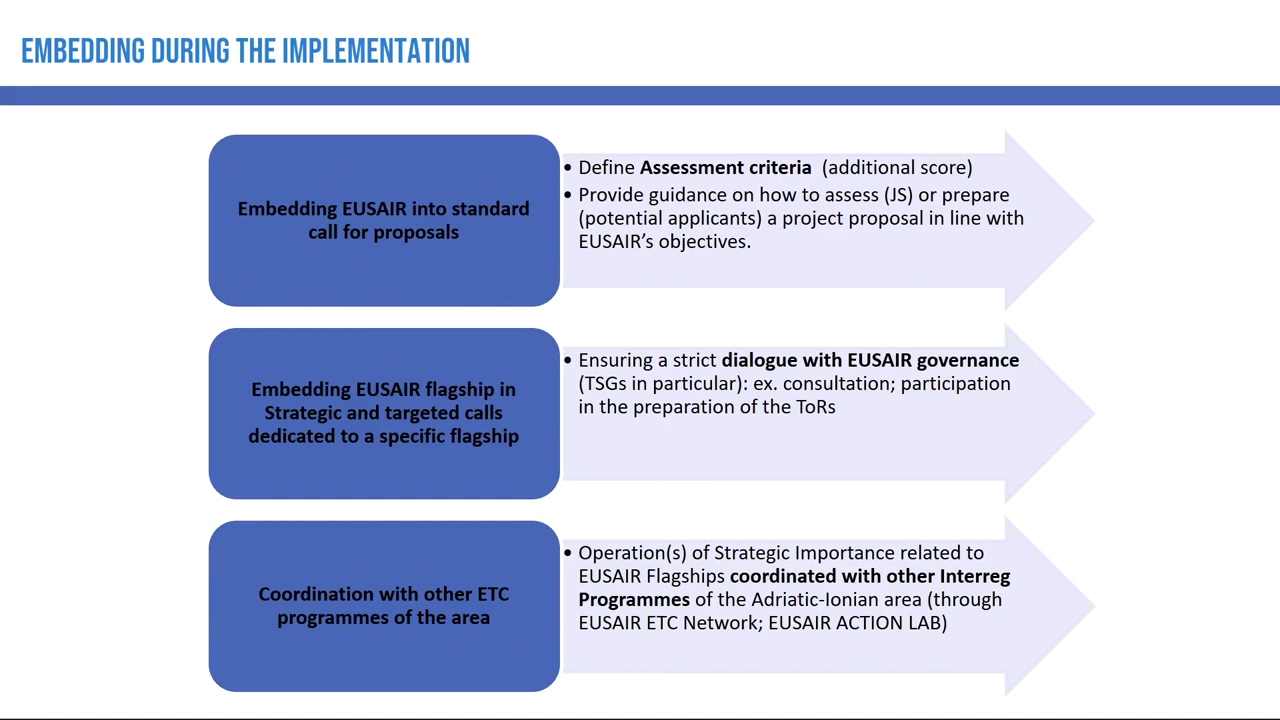 EMBEDDING DURING THE IMPLEMENTATION
Embedding EUSAIR into standard
call for proposals
• Define Assessment criteria (additional score)
• Provide guidance on how to assess (JS) or prepare
(potential applicants) a project proposal in line with
EUSAIR’s objectives.
Embedding EUSAIR flagship in
Strategic and targeted calls
dedicated to a specific flagship
• Ensuring a strict dialogue with EUSAIR governance
(TSGs in particular): ex. consultation; participation
in the preparation of the ToRs
Coordination with other ETC
programmes of the area
• Operation(s) of Strategic Importance related to
EUSAIR Flagships coordinated with other Interreg
Programmes of the Adriatic-Ionian area (through
EUSAIR ETC Network; EUSAIR ACTION LAB)